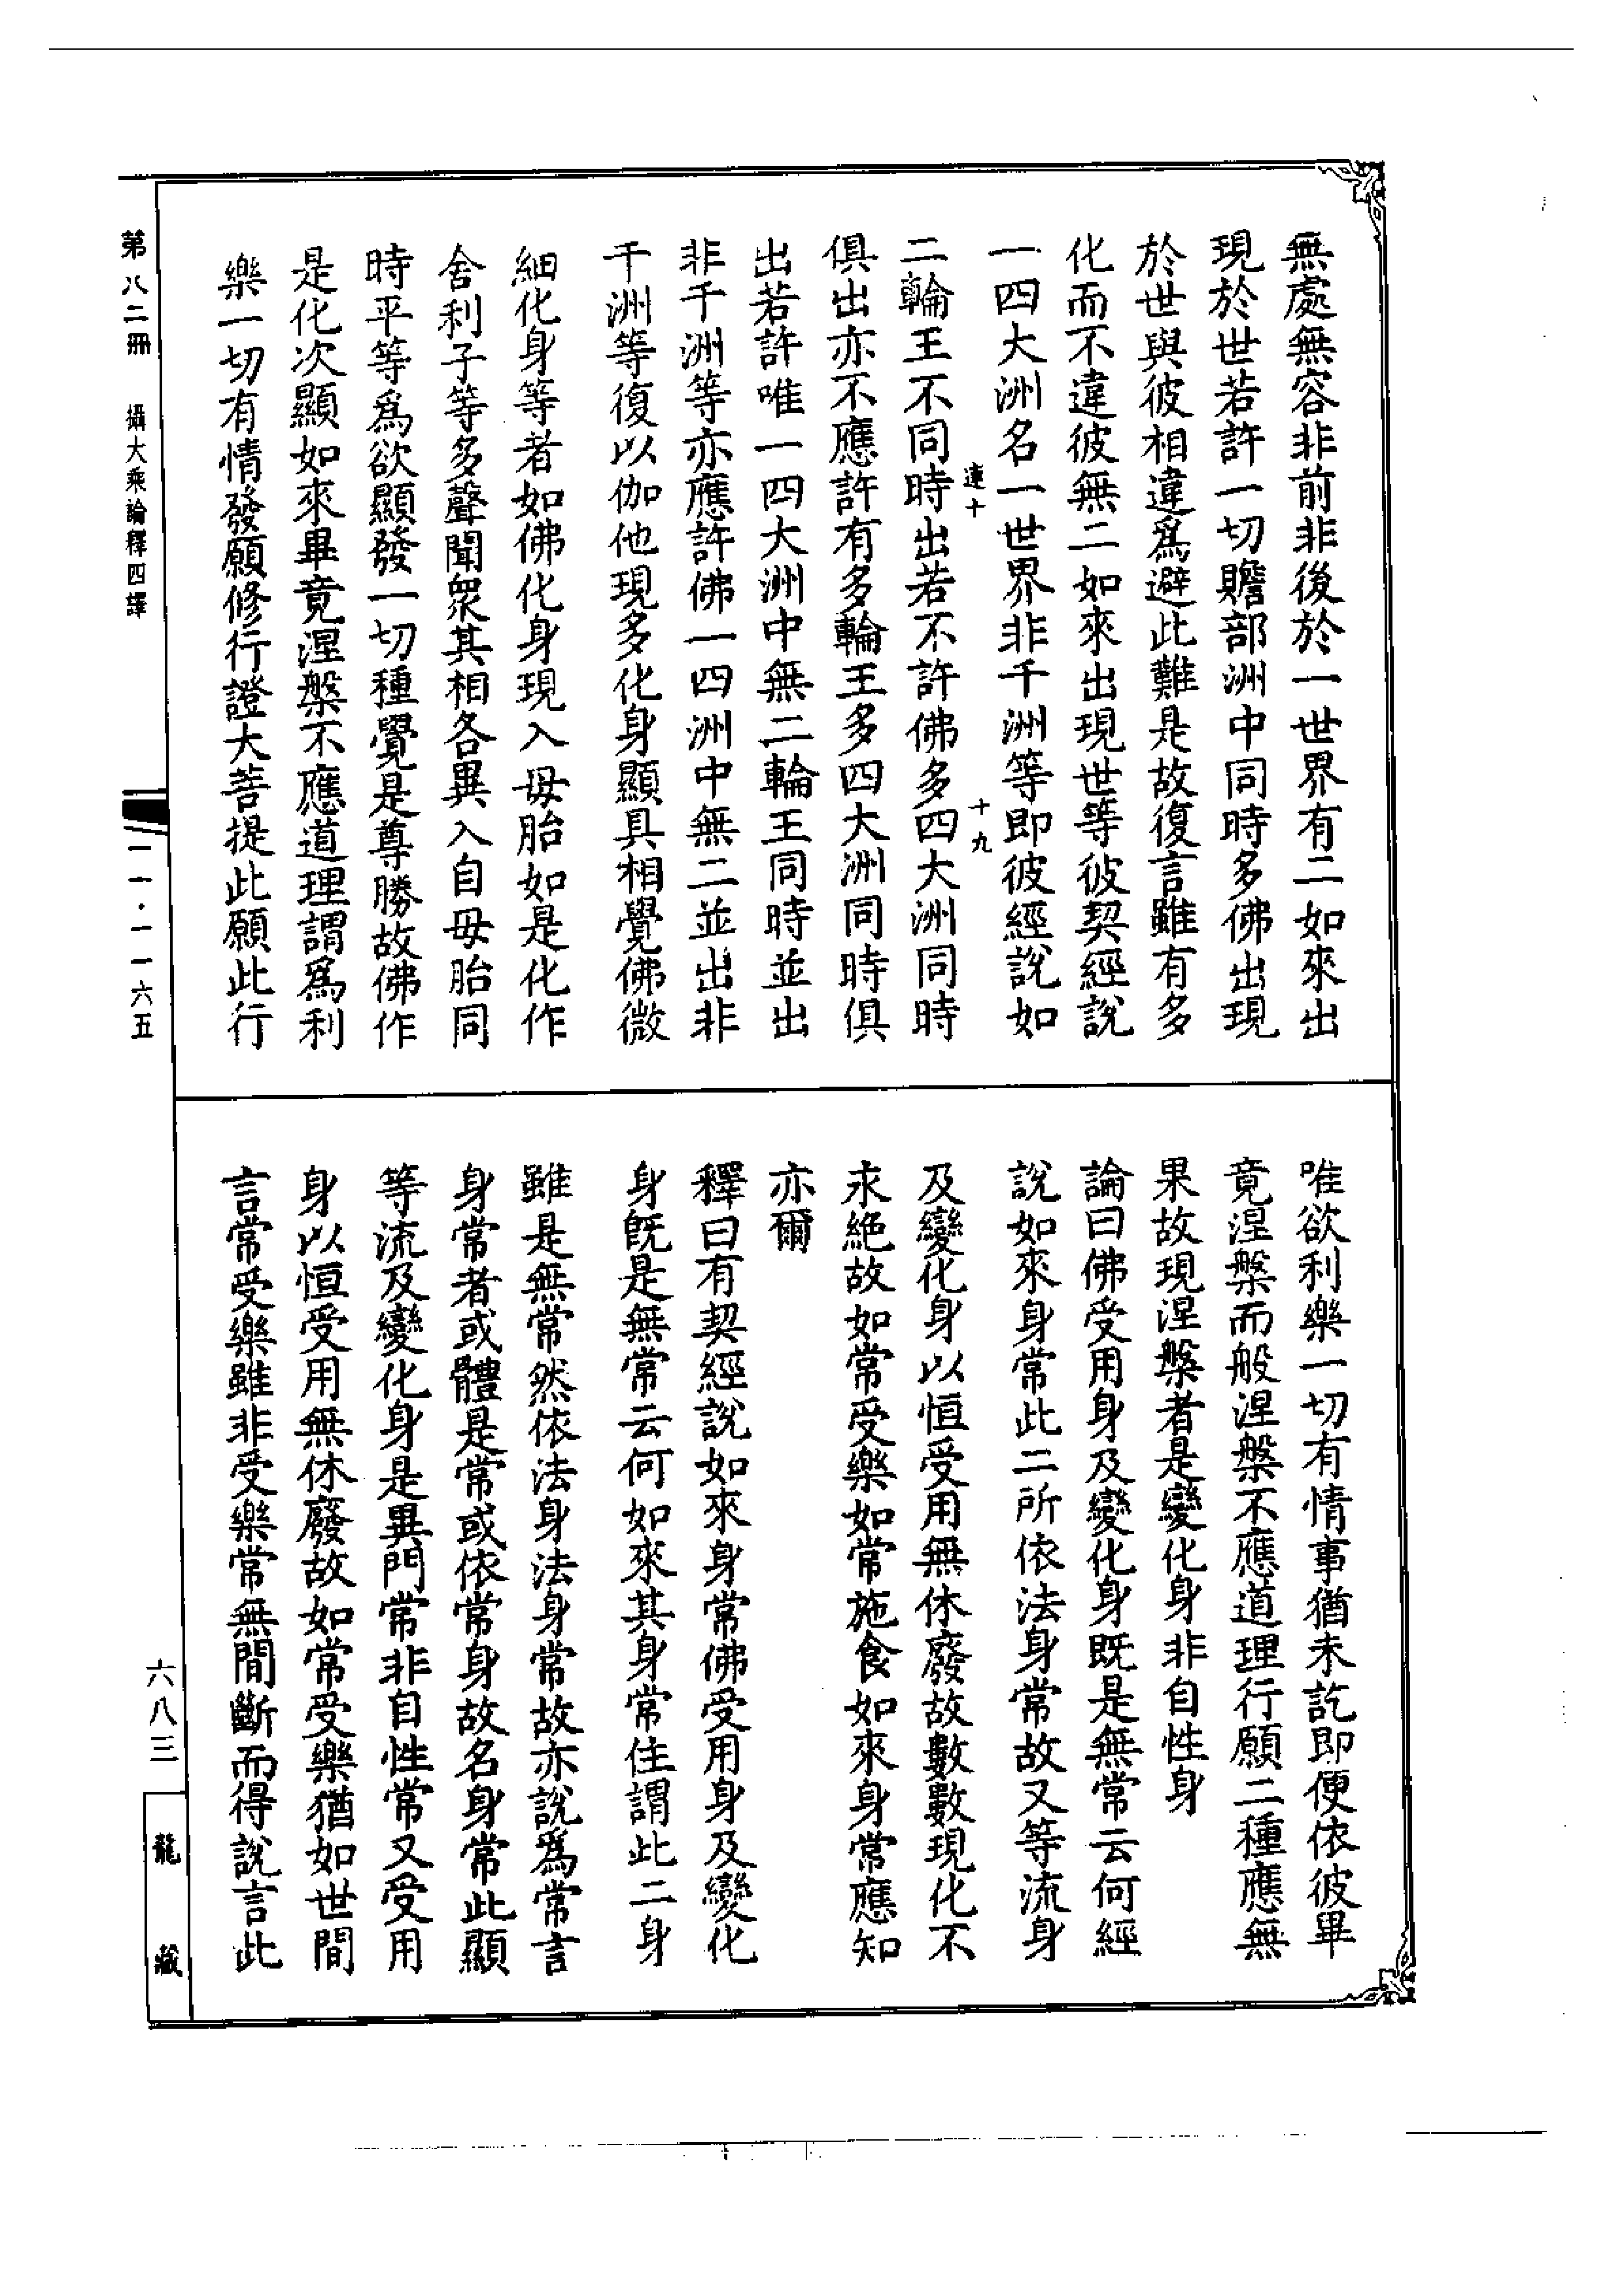 無處無容非前非後於一世界有二如來出
現於世若許一切贍部洲中同時多佛出現
於世與彼相違爲避此難是故復言雖有多
化而不違彼無二如來出現世等彼契經說
一四大洲名一世界非千洲等即彼經說如
二輪王不同時出若不許佛多四大洲同時
俱出亦不應許有多輪王多四大洲同時俱
出若許唯一四大洲中無二輪王同時並出
非千洲等亦應許佛一四洲中無二並出非
千洲等復以伽他現多化身顯具相覺佛微
細化身等者如佛化身現入母胎如是化作
舍利子等多聲聞衆其相各異入自母胎同
時平等爲欲顯發一切種覺是尊勝故佛作
是化次顯如來畢竟涅槃不應道理謂爲利
樂一切有情發願修行證大菩提此願此行
唯欲利樂一切有情事猶未訖即便依彼畢
竟涅槃而般涅槃不應道理行願二種應無
果故現涅槃者是變化身非自性身
論曰佛受用身及變化身既是無常云何經
說如來身常此二所依法身常故又等流身
及變化身以恒受用無休廢故數數現化不
永絕故如常受樂如常施食如來身常應知
亦爾
釋曰有契經說如來身常佛受用身及變化
身既是無常云何如來其身常住謂此二身
雖是無常然依法身法身常故亦說爲常言
身常者或體是常或依常身故名身常此顯
等流及變化身是異門常非自性常又受用
身以恒受用無休廢故如常受樂猶如世間
言常受樂雖非受樂常無間斷而得說言此
連十
十九
第八二冊
攝大乘論釋四譯
一一·一一六五
六八三
龍藏